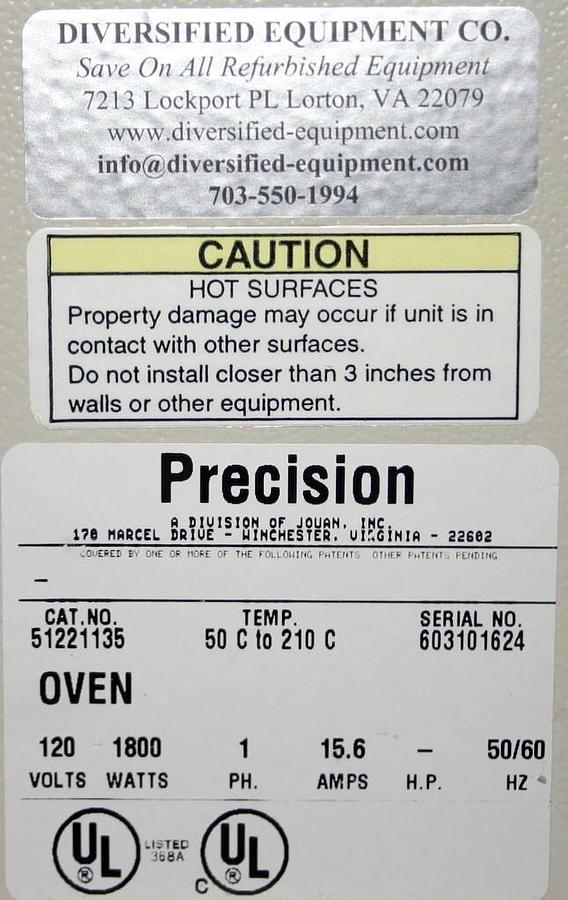 DIVERSIFIED EQUIPMENT CO.
Save On All Refurbished Equipment
7213 Lockport PL Lorton, VA 22079
www.diversified-equipment.com
info@diversified-equipment.com
703-550-1994
CAUTION
HOT SURFACES
Property damage may occur if unit is in
contact with other surfaces.
Do not install closer than 3 inches from
walls or other equipment.
Precision
A DIVISION OF JOUAN, INC.
170 MARCEL DRIVE - WINCHESTER, VIRGINIA - 22602
COVERED BY ONE OR MORE OF THE FOLLOWING PATENTS OTHER PATENTS PENDING
-
CAT.NO. TEMP. SERIAL NO.
51221135 50 C to 210 C 603101624
OVEN
120 1800 1 15.6 - 50/60
VOLTS WATTS PH. AMPS H.P. HZ
UL ® LISTED C UL ®
368A